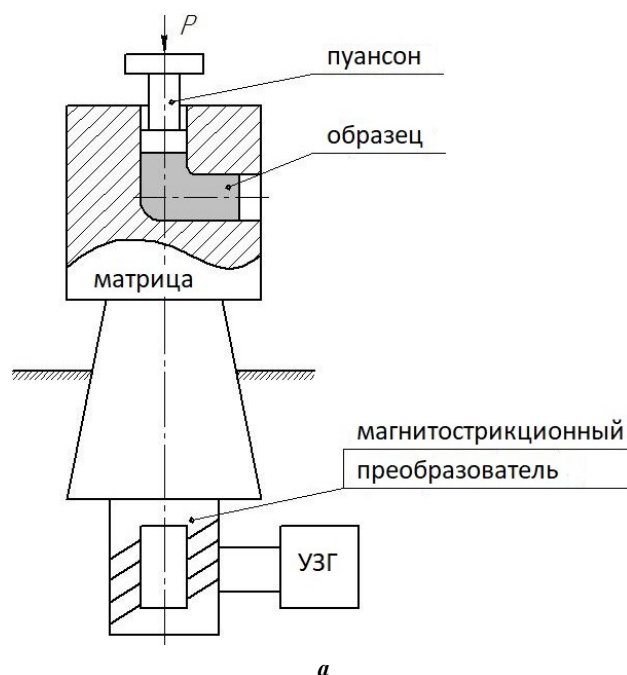 P
пуансон
образец
матрица
магнитострикционный
преобразователь
УЗГ
а